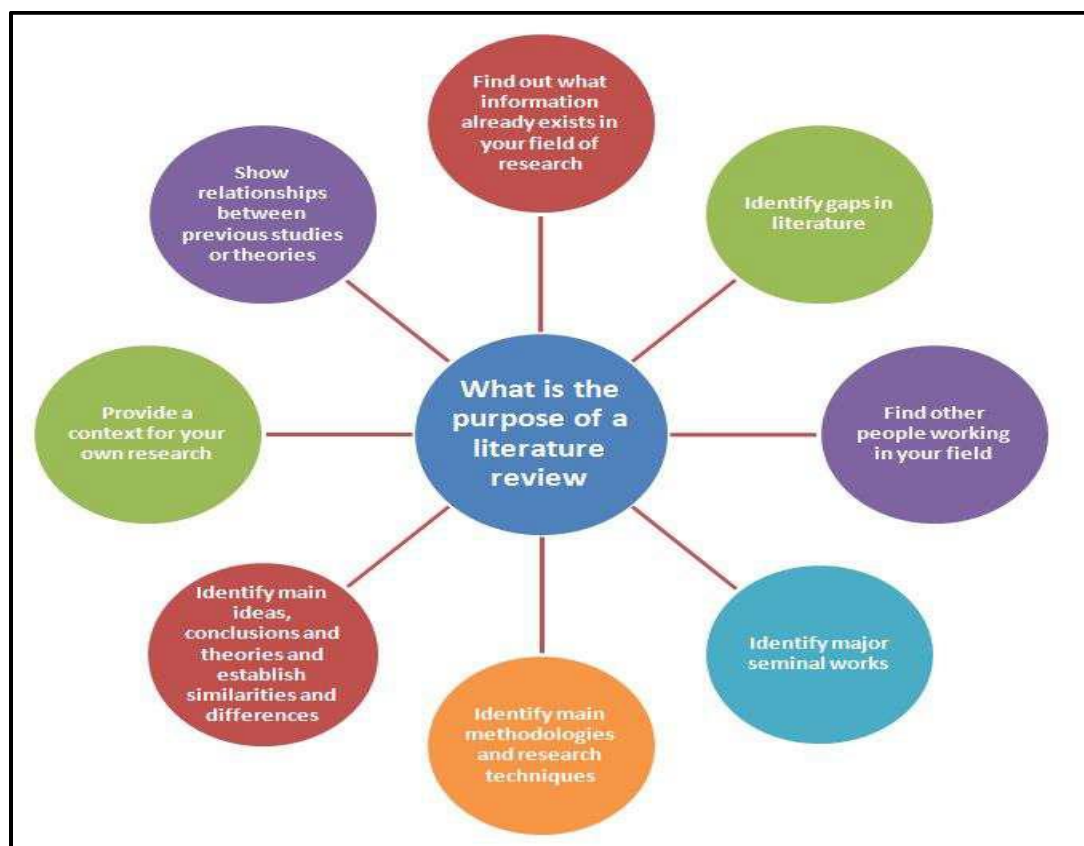 Find out what
information
already exists in
your field of
research
Identify gaps in
literature
Find other
people working
in your field
Identify major
seminal works
Identify main
methodologies
and research
techniques
Identify main
ideas,
conclusions and
theories and
establish
similarities and
differences
Provide a
context for your
own research
Show
relationships
between
previous studies
or theories
What is the
purpose of a
literature
review